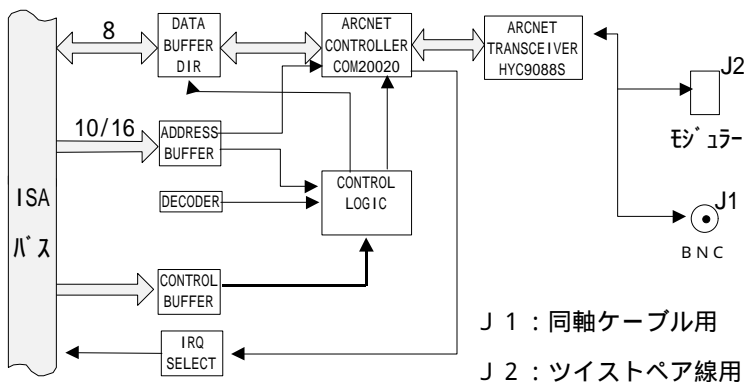 8
DATA
BUFFER
DIR
ARCNET
CONTROLLER
COM20020
ARCNET
TRANSCEIVER
HYC9088S
J2
モジュラー
10/16
ADDRESS
BUFFER
CONTROL
LOGIC
DECODER
ISA
バス
J1
BNC
CONTROL
BUFFER
IRQ
SELECT
J1：同軸ケーブル用
J2：ツイストペア線用